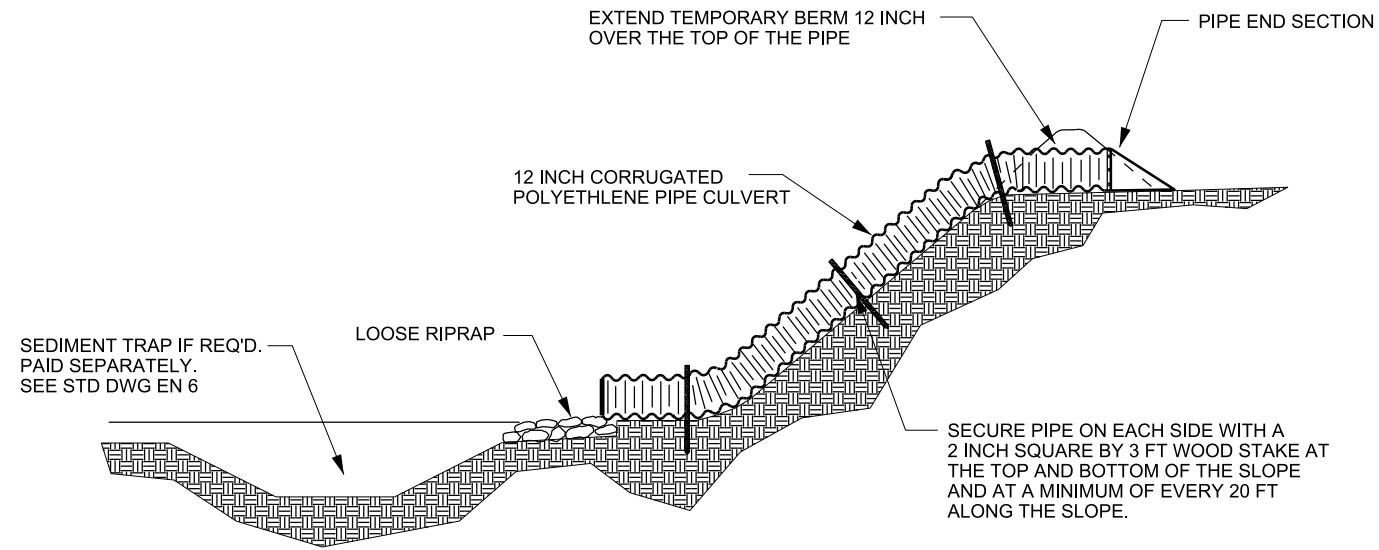 EXTEND TEMPORARY BERM 12 INCH
OVER THE TOP OF THE PIPE
PIPE END SECTION
12 INCH CORRUGATED
POLYETHLENE PIPE CULVERT
LOOSE RIPRAP
SEDIMENT TRAP IF REQ'D.
PAID SEPARATELY.
SEE STD DWG EN 6
SECURE PIPE ON EACH SIDE WITH A
2 INCH SQUARE BY 3 FT WOOD STAKE AT
THE TOP AND BOTTOM OF THE SLOPE
AND AT A MINIMUM OF EVERY 20 FT
ALONG THE SLOPE.